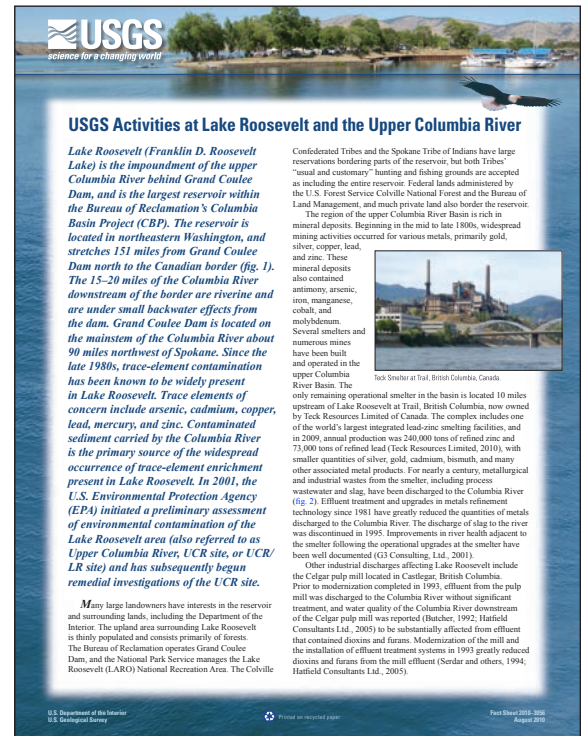 USGS
science for a changing world
USGS Activities at Lake Roosevelt and the Upper Columbia River
Lake Roosevelt (Franklin D. Roosevelt
Lake) is the impoundment of the upper
Columbia River behind Grand Coulee
Dam, and is the largest reservoir within
the Bureau of Reclamation’s Columbia
Basin Project (CBP). The reservoir is
located in northeastern Washington, and
stretches 151 miles from Grand Coulee
Dam north to the Canadian border (fig. 1).
The 15–20 miles of the Columbia River
downstream of the border are riverine and
are under small backwater effects from
the dam. Grand Coulee Dam is located on
the mainstem of the Columbia River about
90 miles northwest of Spokane. Since the
late 1980s, trace-element contamination
has been known to be widely present
in Lake Roosevelt. Trace elements of
concern include arsenic, cadmium, copper,
lead, mercury, and zinc. Contaminated
sediment carried by the Columbia River
is the primary source of the widespread
occurrence of trace-element enrichment
present in Lake Roosevelt. In 2001, the
U.S. Environmental Protection Agency
(EPA) initiated a preliminary assessment
of environmental contamination of the
Lake Roosevelt area (also referred to as
Upper Columbia River, UCR site, or UCR/
LR site) and has subsequently begun
remedial investigations of the UCR site.
Many large landowners have interests in the reservoir
and surrounding lands, including the Department of the
Interior. The upland area surrounding Lake Roosevelt
is thinly populated and consists primarily of forests.
The Bureau of Reclamation operates Grand Coulee
Dam, and the National Park Service manages the Lake
Roosevelt (LARO) National Recreation Area. The Colville
Confederated Tribes and the Spokane Tribe of Indians have large
reservations bordering parts of the reservoir, but both Tribes’
“usual and customary” hunting and fishing grounds are accepted
as including the entire reservoir. Federal lands administered by
the U.S. Forest Service Colville National Forest and the Bureau of
Land Management, and much private land also border the reservoir.
The region of the upper Columbia River Basin is rich in
mineral deposits. Beginning in the mid to late 1800s, widespread
mining activities occurred for various metals, primarily gold,
silver, copper, lead,
and zinc. These
mineral deposits
also contained
antimony, arsenic,
iron, manganese,
cobalt, and
molybdenum.
Several smelters and
numerous mines
have been built
and operated in the
upper Columbia
River Basin. The
Teck Smelter at Trail, British Columbia, Canada.
only remaining operational smelter in the basin is located 10 miles
upstream of Lake Roosevelt at Trail, British Columbia, now owned
by Teck Resources Limited of Canada. The complex includes one
of the world’s largest integrated lead-zinc smelting facilities, and
in 2009, annual production was 240,000 tons of refined zinc and
73,000 tons of refined lead (Teck Resources Limited, 2010), with
smaller quantities of silver, gold, cadmium, bismuth, and many
other associated metal products. For nearly a century, metallurgical
and industrial wastes from the smelter, including process
wastewater and slag, have been discharged to the Columbia River
(fig. 2). Effluent treatment and upgrades in metals refinement
technology since 1981 have greatly reduced the quantities of metals
discharged to the Columbia River. The discharge of slag to the river
was discontinued in 1995. Improvements in river health adjacent to
the smelter following the operational upgrades at the smelter have
been well documented (G3 Consulting, Ltd., 2001).
Other industrial discharges affecting Lake Roosevelt include
the Celgar pulp mill located in Castlegar, British Columbia.
Prior to modernization completed in 1993, effluent from the pulp
mill was discharged to the Columbia River without significant
treatment, and water quality of the Columbia River downstream
of the Celgar pulp mill was reported (Butcher, 1992; Hatfield
Consultants Ltd., 2005) to be substantially affected from effluent
that contained dioxins and furans. Modernization of the mill and
the installation of effluent treatment systems in 1993 greatly reduced
dioxins and furans from the mill effluent (Serdar and others, 1994;
Hatfield Consultants Ltd., 2005).
U.S. Department of the Interior
U.S. Geological Survey
Printed on recycled paper
Fact Sheet 2010–3056
August 2010